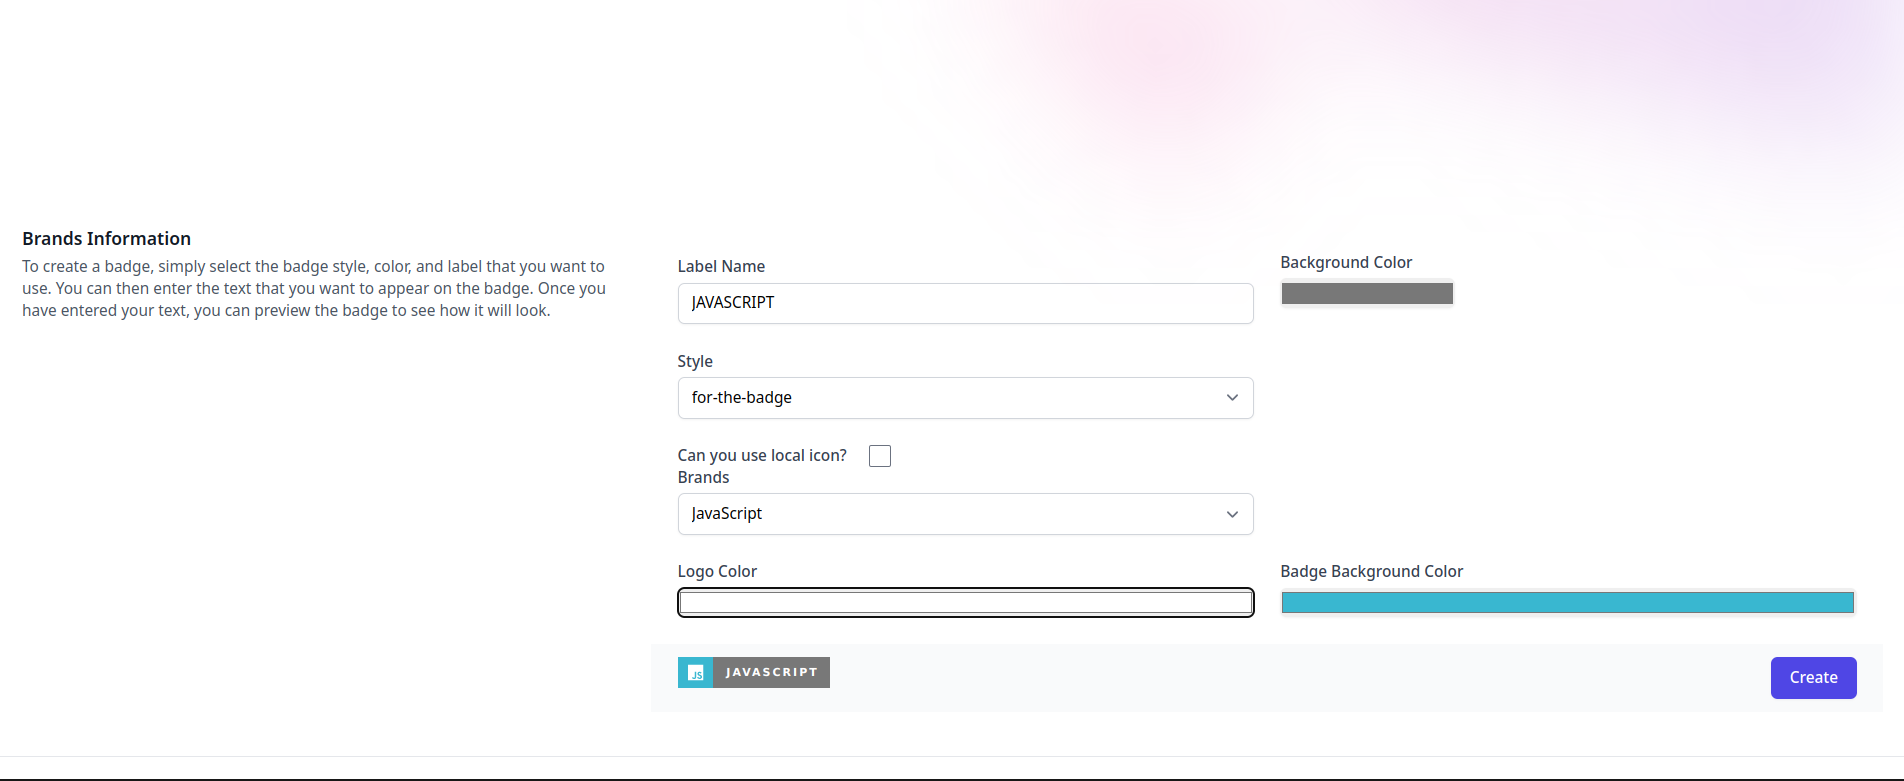 Brands Information
To create a badge, simply select the badge style, color, and label that you want to
use. You can then enter the text that you want to appear on the badge. Once you
have entered your text, you can preview the badge to see how it will look.
Label Name
JAVASCRIPT
Background Color
Style
for-the-badge
Can you use local icon?
Brands
JavaScript
Logo Color
Badge Background Color
JS JAVASCRIPT
Create